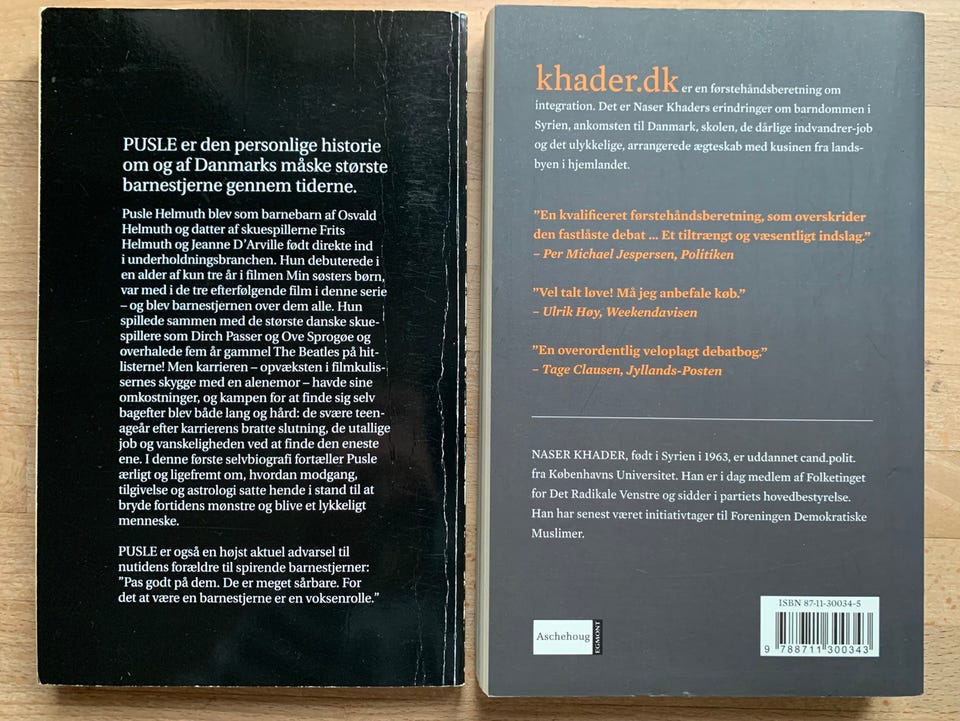 PUSLE er den personlige historie
om og af Danmarks måske største
barnestjerne gennem tiderne.
Pusle Helmuth blev som barnebarn af Osvald
Helmuth og datter af skuespillerne Frits
Helmuth og Jeanne D’Arville født direkte ind
i underholdningsbranchen. Hun debuterede i
en alder af kun tre år i filmen Min søsters børn,
var med i de tre efterfølgende film i denne serie
– og blev barnestjernen over dem alle. Hun
spillede sammen med de største danske skue-
spillere som Dirch Passer og Ove Sprogøe og
overhalede fem år gammel The Beatles på hit-
listerne! Men karrieren – opvæksten i filmkulis-
sernes skygge med en alenemor – havde sine
omkostninger, og kampen for at finde sig selv
bagefter blev både lang og hård: de svære teen-
ageår efter karrierens bratte slutning, de utallige
job og vanskeligheden ved at finde den eneste
ene. I denne første selvbiografi fortæller Pusle
ærligt og ligefremt om, hvordan modgang,
tilgivelse og astrologi satte hende i stand til at
bryde fortidens mønstre og blive et lykkeligt
menneske.
PUSLE er også en højst aktuel advarsel til
nutidens forældre til spirende barnestjerner:
”Pas godt på dem. De er meget sårbare. For
det at være en barnestjerne er en voksenrolle.”
khader.dk er en førstehåndsberetning om
integration. Det er Naser Khaders erindringer om barndommen i
Syrien, ankomsten til Danmark, skolen, de dårlige indvandrer-job
og det ulykkelige, arrangerede ægteskab med kusinen fra lands-
byen i hjemlandet.
”En kvalificeret førstehåndsberetning, som overskrider
den fastlåste debat ... Et tiltrængt og væsentligt indslag.”
– Per Michael Jespersen, Politiken
”Vel talt løve! Må jeg anbefale køb.”
– Ulrik Høy, Weekendavisen
”En overordentlig veloplagt debatbog.”
– Tage Clausen, Jyllands-Posten
NASER KHADER, født i Syrien i 1963, er uddannet cand.polit.
fra Københavns Universitet. Han er i dag medlem af Folketinget
for Det Radikale Venstre og sidder i partiets hovedbestyrelse.
Han har senest været initiativtager til Foreningen Demokratiske
Muslimer.
Aschehoug
EGMONT
ISBN 87-11-30034-5
9 788711 300343